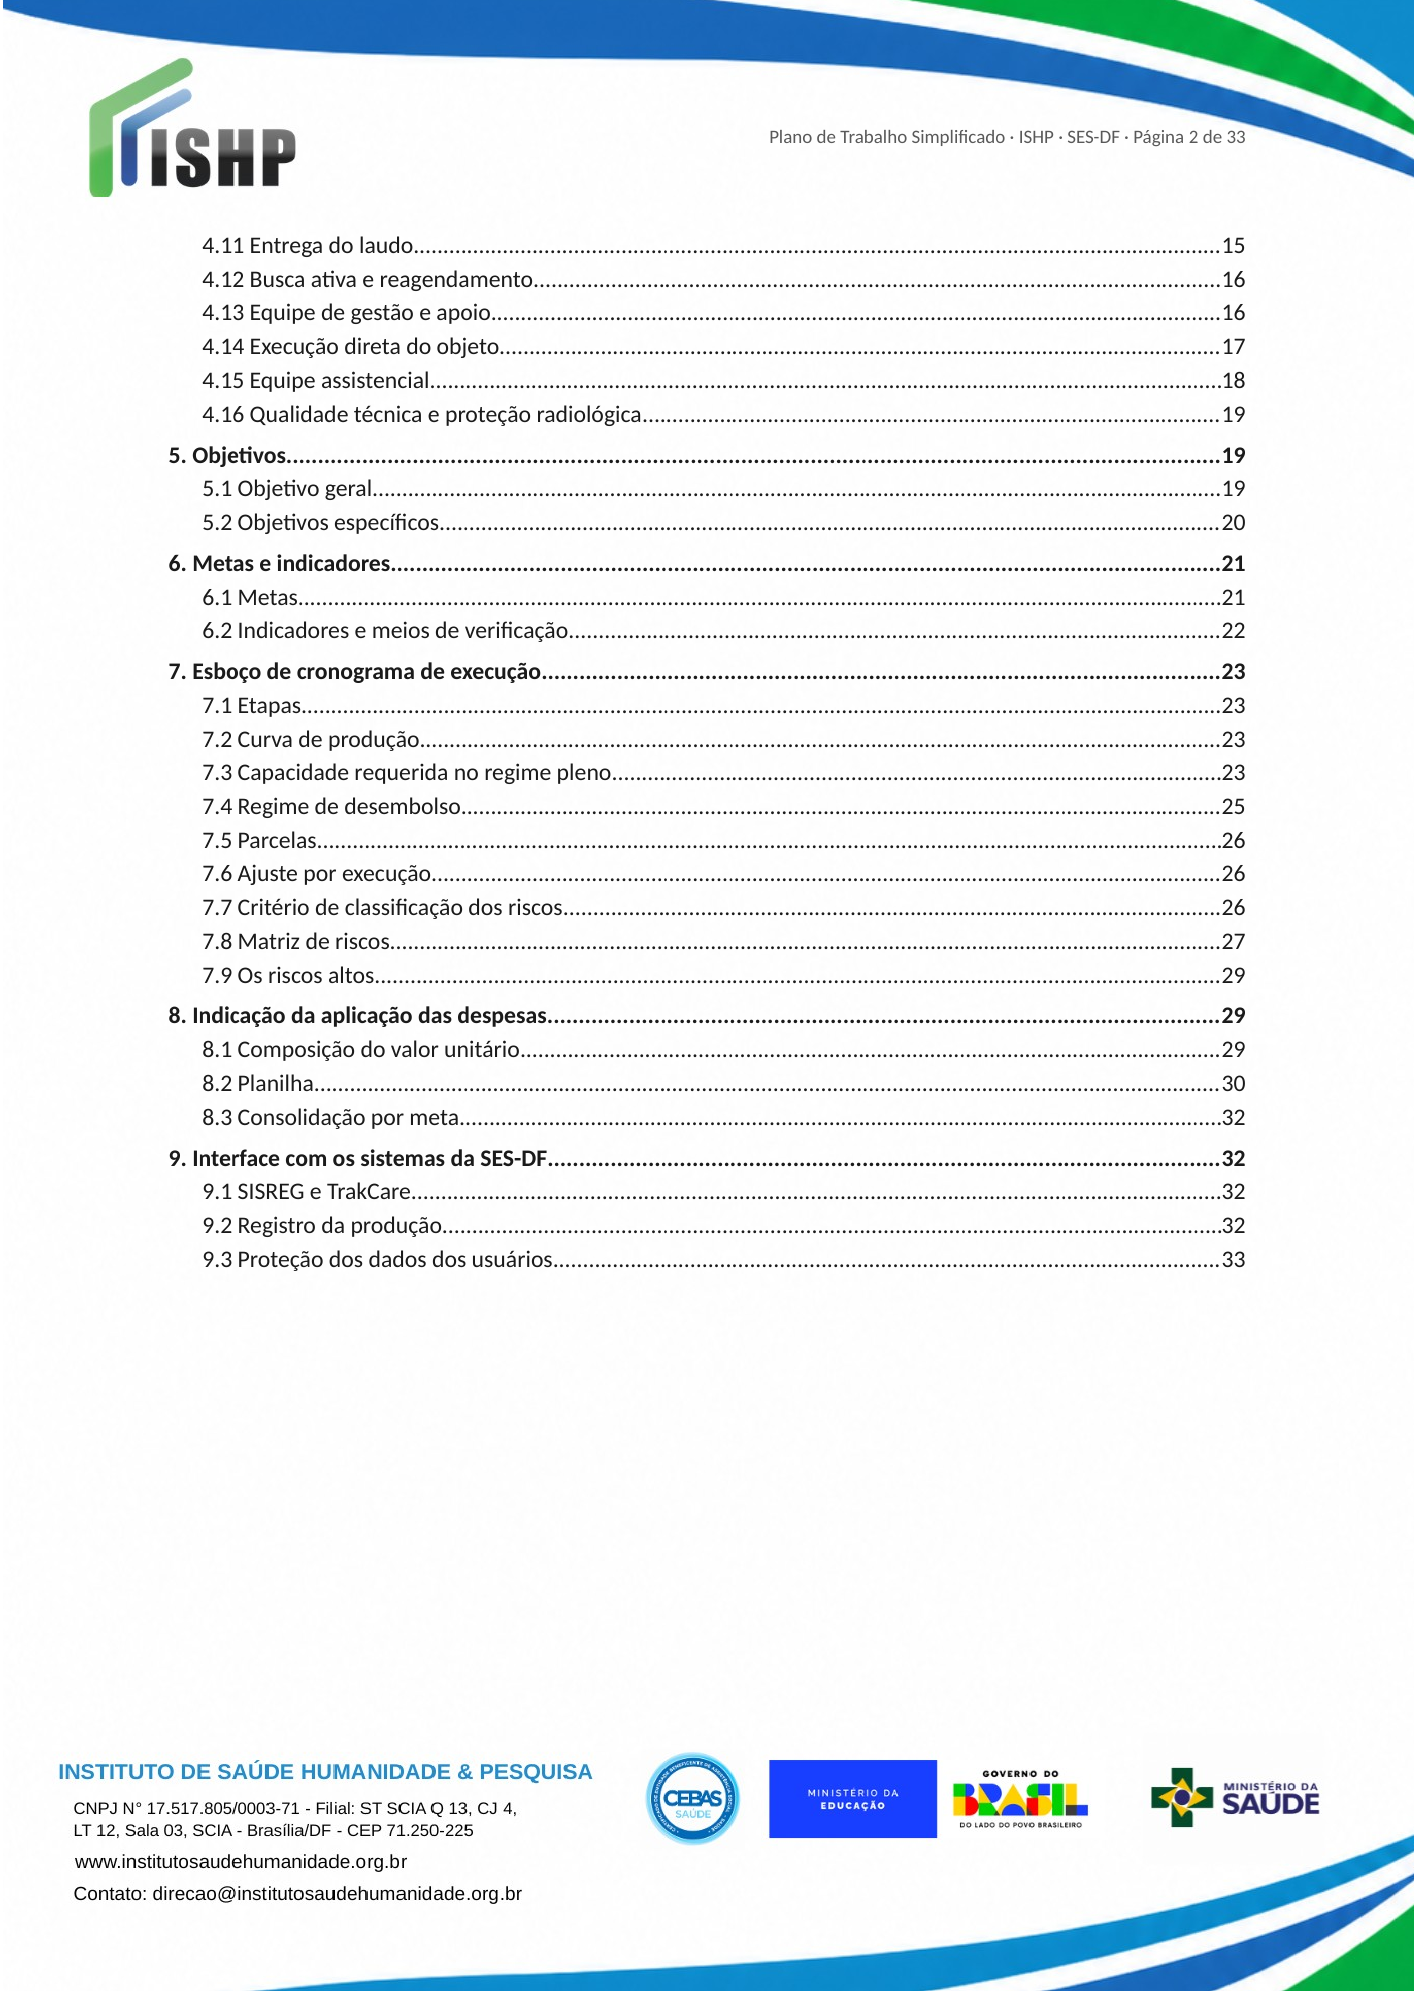 ISHP
Plano de Trabalho Simplificado · ISHP · SES-DF · Página 2 de 33
4.11 Entrega do laudo 15
4.12 Busca ativa e reagendamento 16
4.13 Equipe de gestão e apoio 16
4.14 Execução direta do objeto 17
4.15 Equipe assistencial 18
4.16 Qualidade técnica e proteção radiológica 19
5. Objetivos 19
5.1 Objetivo geral 19
5.2 Objetivos específicos 20
6. Metas e indicadores 21
6.1 Metas 21
6.2 Indicadores e meios de verificação 22
7. Esboço de cronograma de execução 23
7.1 Etapas 23
7.2 Curva de produção 23
7.3 Capacidade requerida no regime pleno 23
7.4 Regime de desembolso 25
7.5 Parcelas 26
7.6 Ajuste por execução 26
7.7 Critério de classificação dos riscos 26
7.8 Matriz de riscos 27
7.9 Os riscos altos 29
8. Indicação da aplicação das despesas 29
8.1 Composição do valor unitário 29
8.2 Planilha 30
8.3 Consolidação por meta 32
9. Interface com os sistemas da SES-DF 32
9.1 SISREG e TrakCare 32
9.2 Registro da produção 32
9.3 Proteção dos dados dos usuários 33
INSTITUTO DE SAÚDE HUMANIDADE & PESQUISA
CNPJ N° 17.517.805/0003-71 - Filial: ST SCIA Q 13, CJ 4,
LT 12, Sala 03, SCIA - Brasília/DF - CEP 71.250-225
www.institutosaudehumanidade.org.br
Contato: direcao@institutosaudehumanidade.org.br
CEBAS
SAÚDE
MINISTÉRIO DA
EDUCAÇÃO
GOVERNO DO
BRASIL
DO LADO DO POVO BRASILEIRO
MINISTÉRIO DA
SAÚDE